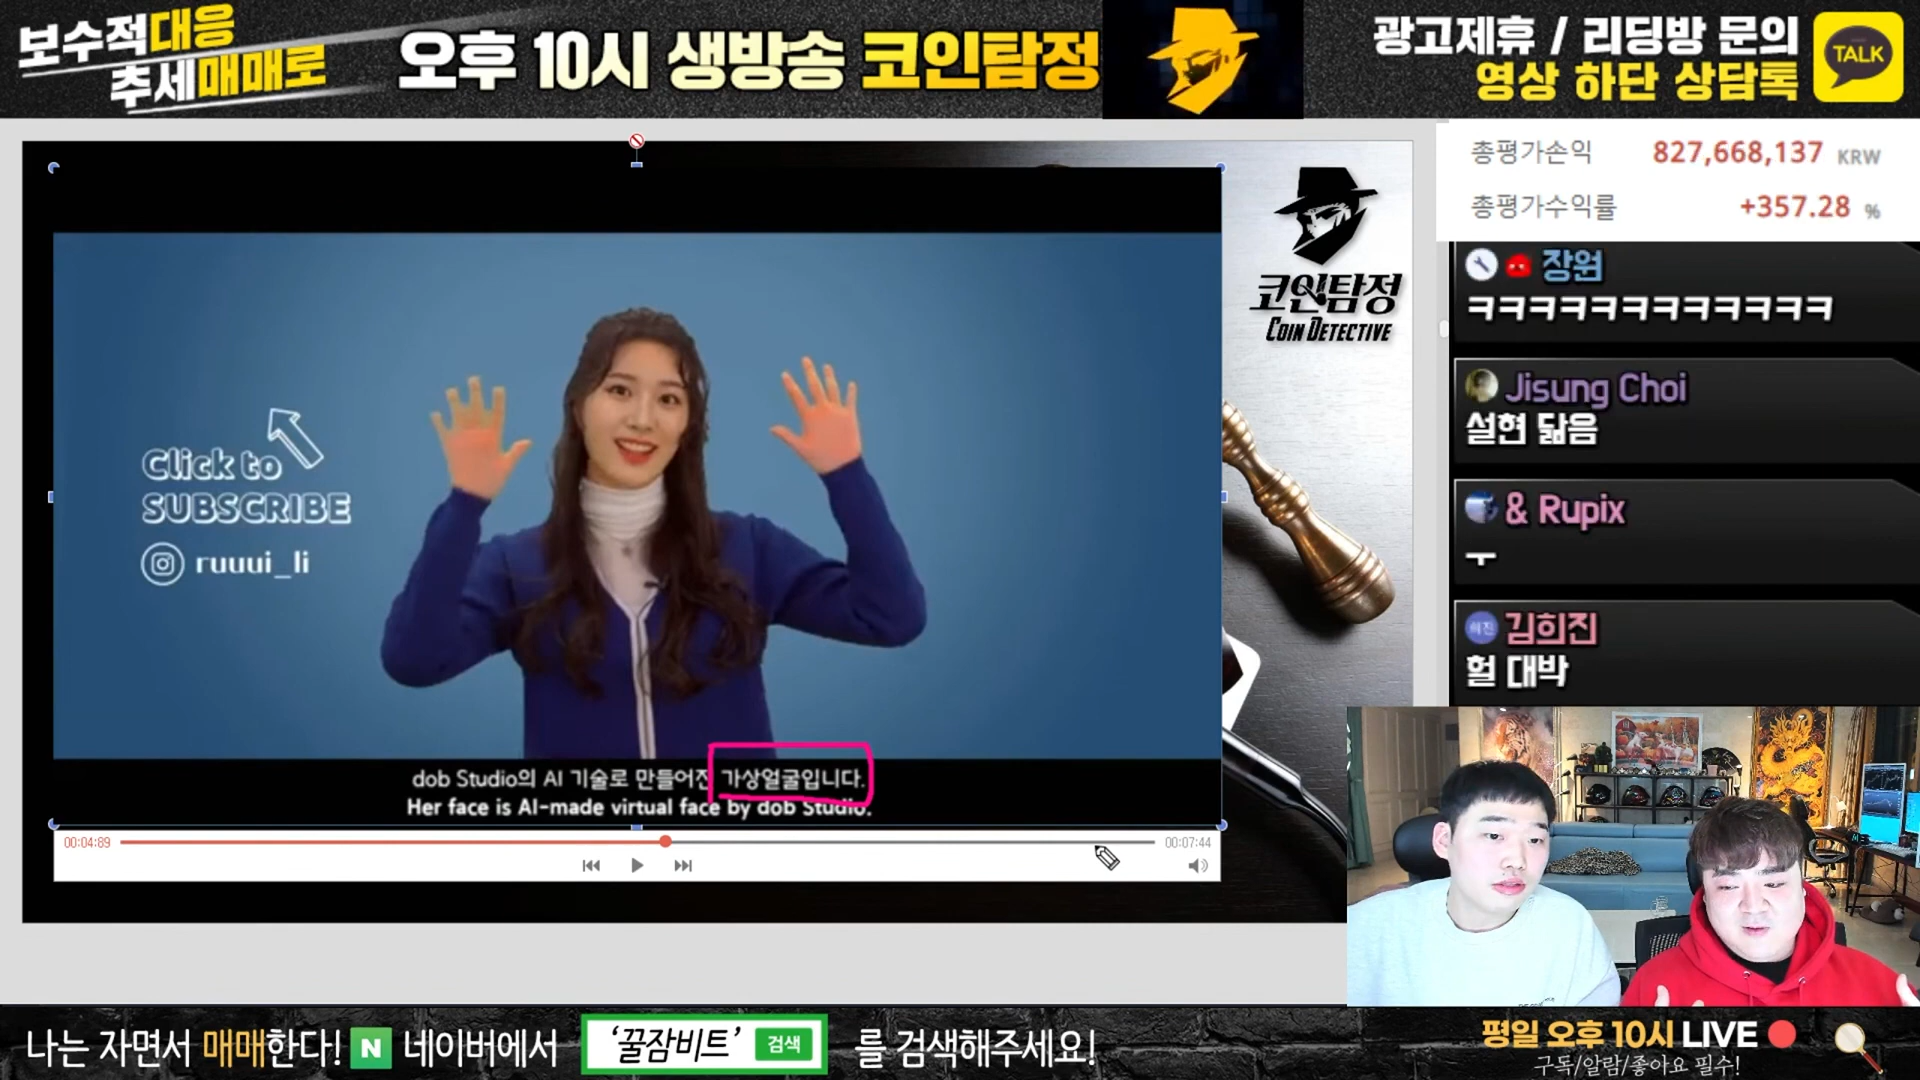 보수적대응
추세매매로
오후 10시 생방송 코인탐정
광고제휴 / 리딩방 문의
영상 하단 상담톡
TALK
총평가손익 827,668,137 KRW
총평가수익률 +357.28 %
코인탐정
COIN DETECTIVE
Click to
SUBSCRIBE
ruuui_li
dob Studio의 AI 기술로 만들어진 가상얼굴입니다.
Her face is AI-made virtual face by dob Studio.
00:04:89
00:07:44
장원
ㅋㅋㅋㅋㅋㅋㅋㅋㅋㅋㅋㅋ
Jisung Choi
설현 닮음
& Rupix
ㅜ
희진 김희진
헐 대박
나는 자면서 매매한다! N 네이버에서 '꿀잠비트' 검색 를 검색해주세요!
평일 오후 10시 LIVE
구독/알람/좋아요 필수!